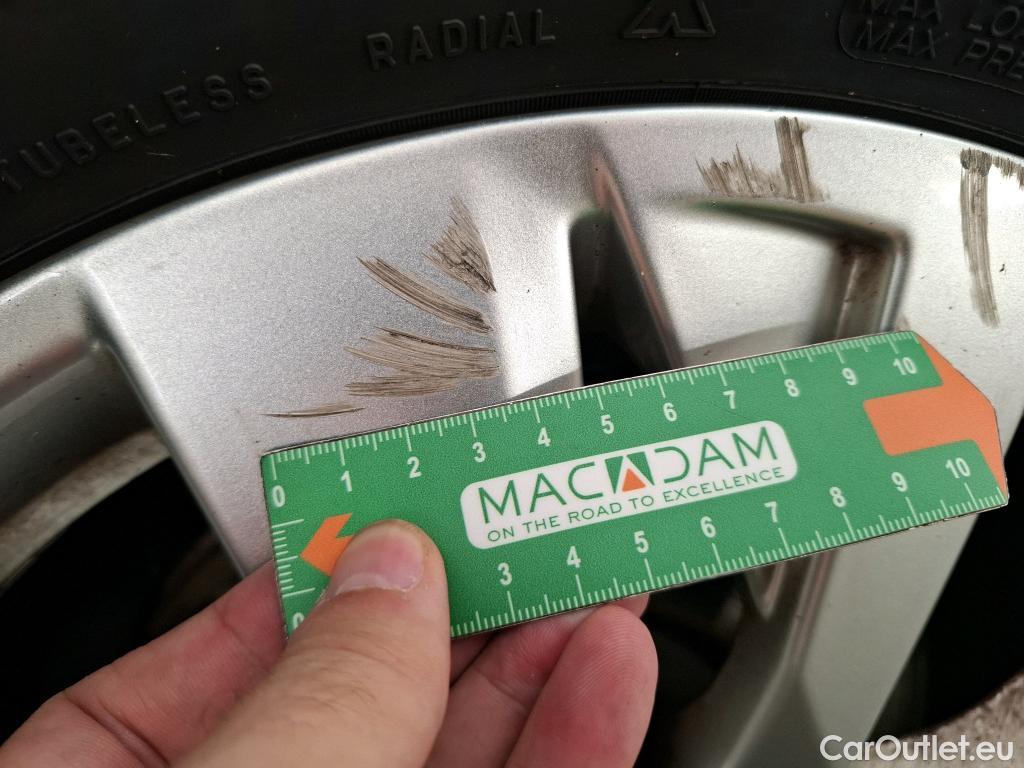 TUBELESS
RADIAL
MAX LO
MAX PRE
0 1 2 3 4 5 6 7 8 9 10
MACADAM
ON THE ROAD TO EXCELLENCE
3 4 5 6 7 8 9 10
CarOutlet.eu